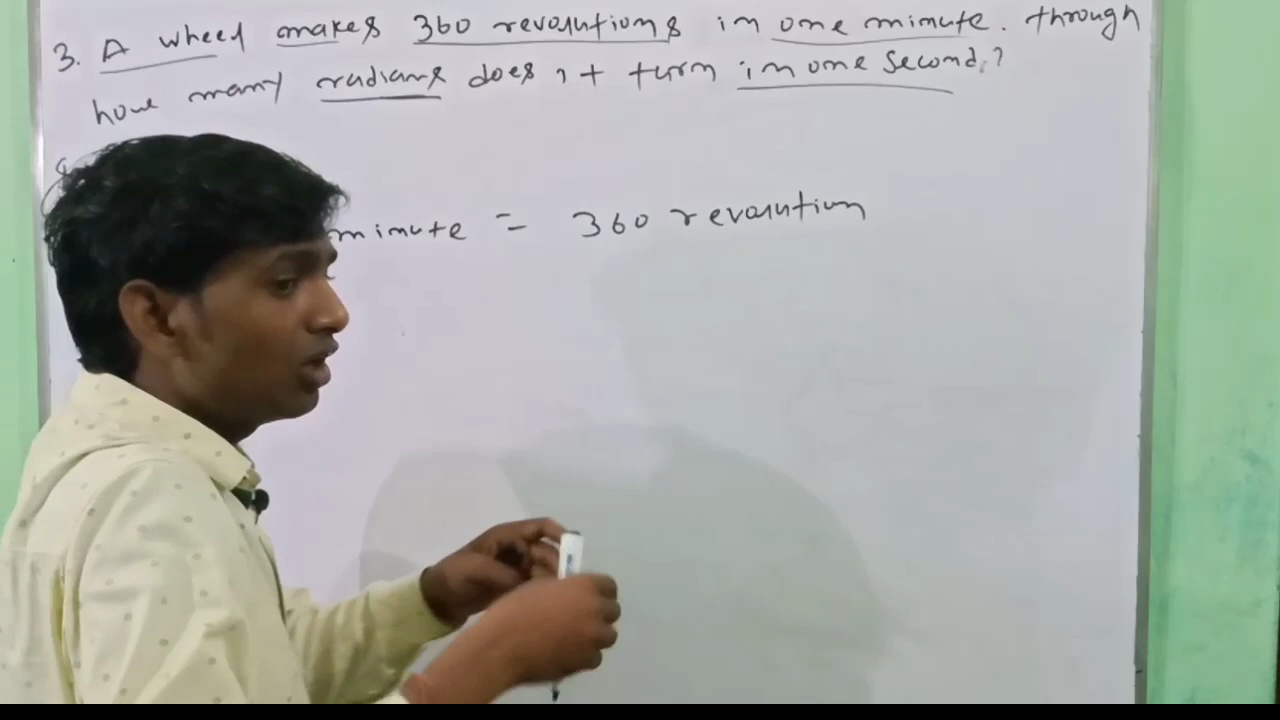 3. A wheel makes 360 revolutions in one minute. through
how many radians does it turn in one second?
minute = 360 revolution